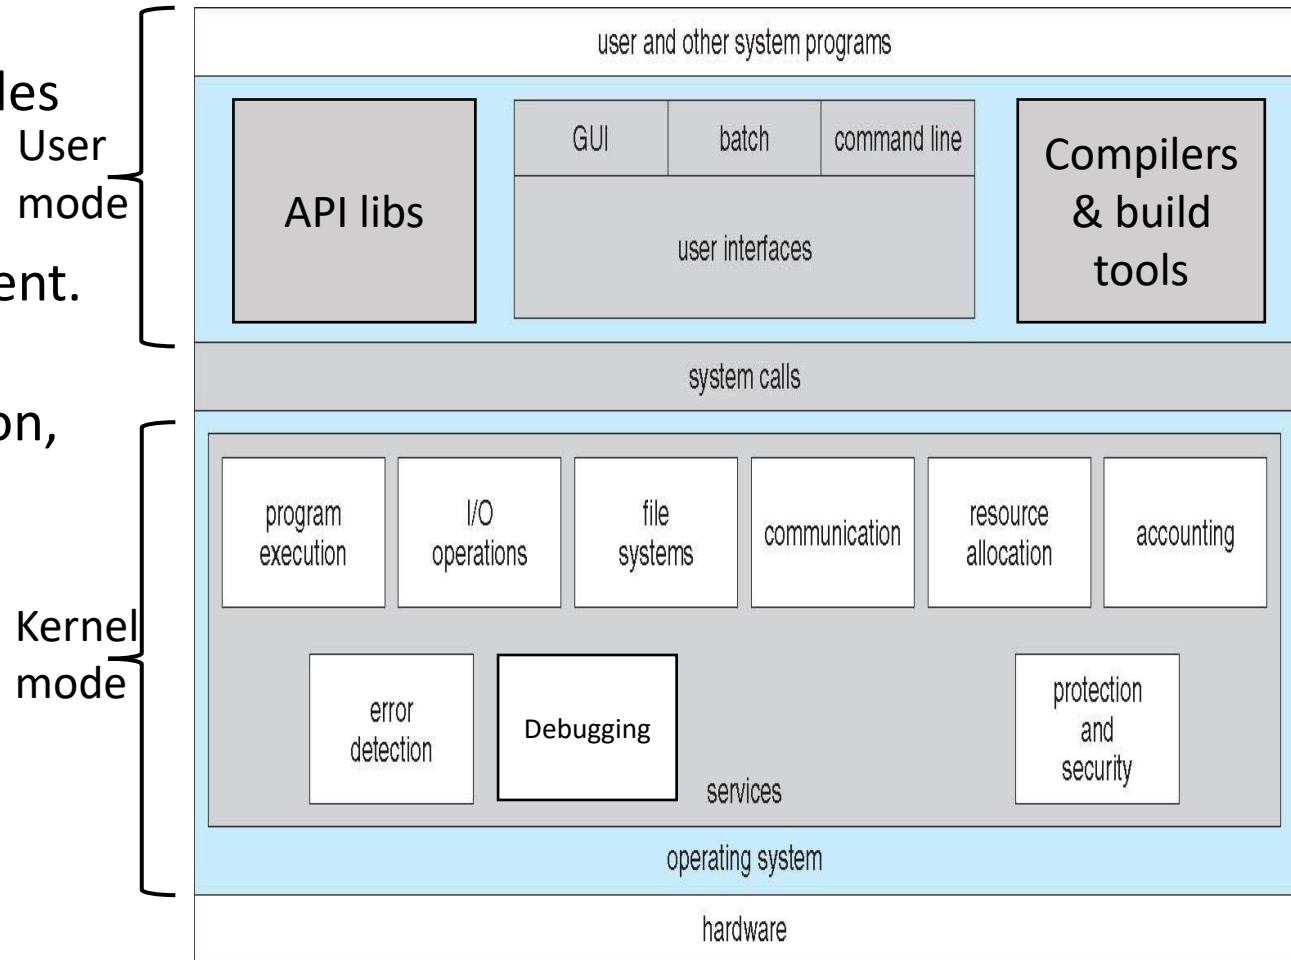 user and other system programs
les
User
mode
ent.
on,
API libs
GUI
batch
command line
user interfaces
Compilers
& build
tools
system calls
program
execution
I/O
operations
file
systems
communication
resource
allocation
accounting
Kernel
mode
error
detection
Debugging
protection
and
security
services
operating system
hardware